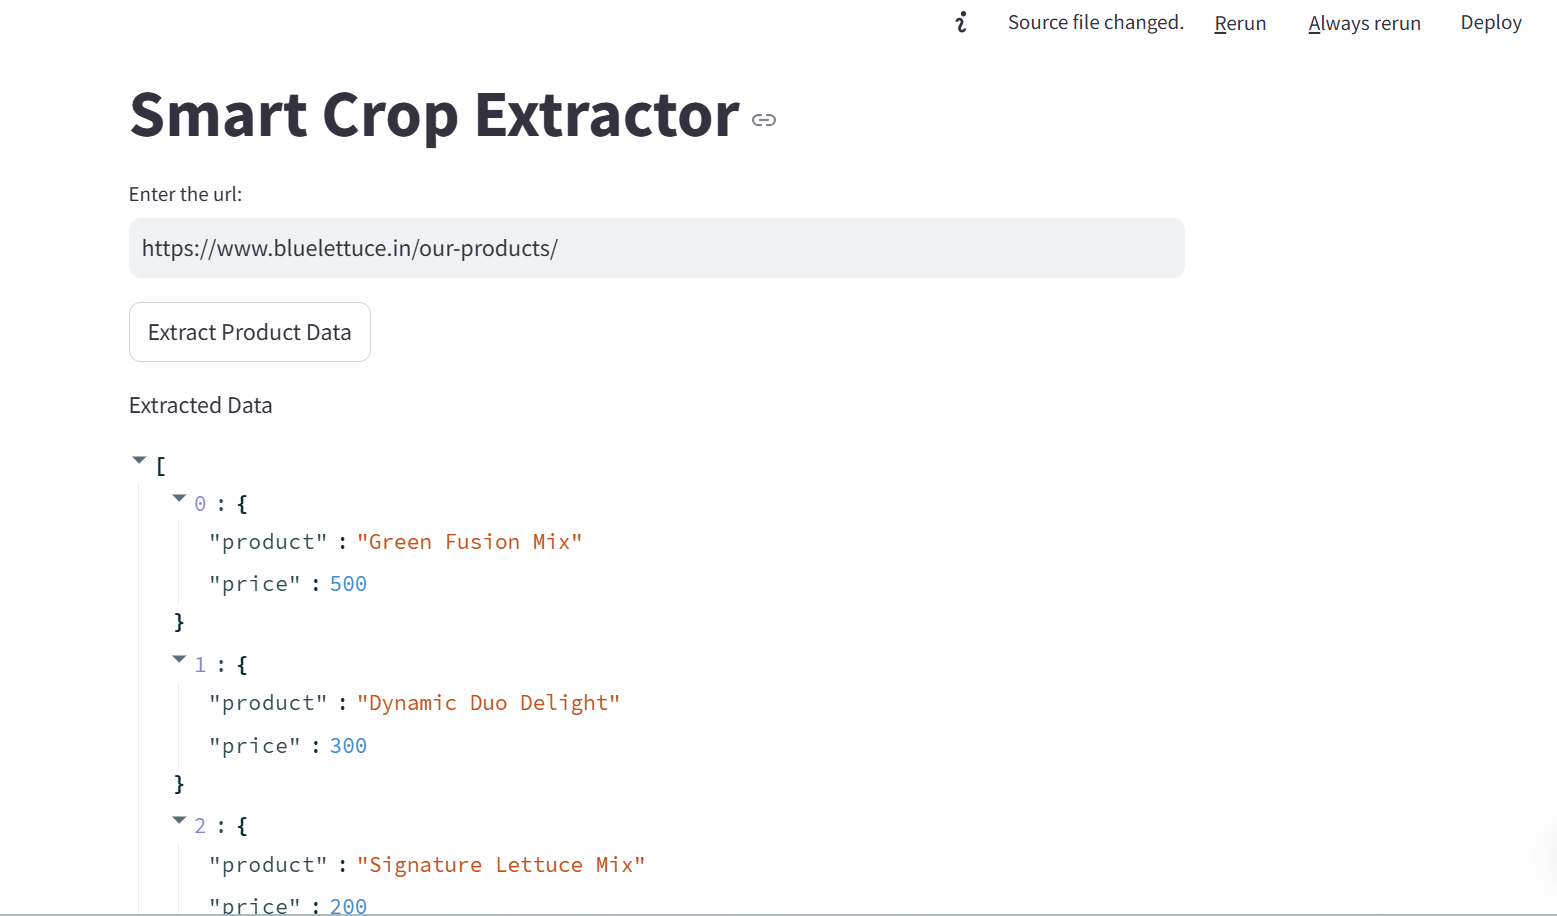 Source file changed. Rerun Always rerun Deploy
Smart Crop Extractor
Enter the url:
https://www.bluelettuce.in/our-products/
Extract Product Data
Extracted Data
[
0 : {
"product" : "Green Fusion Mix"
"price" : 500
}
1 : {
"product" : "Dynamic Duo Delight"
"price" : 300
}
2 : {
"product" : "Signature Lettuce Mix"
"price" : 200